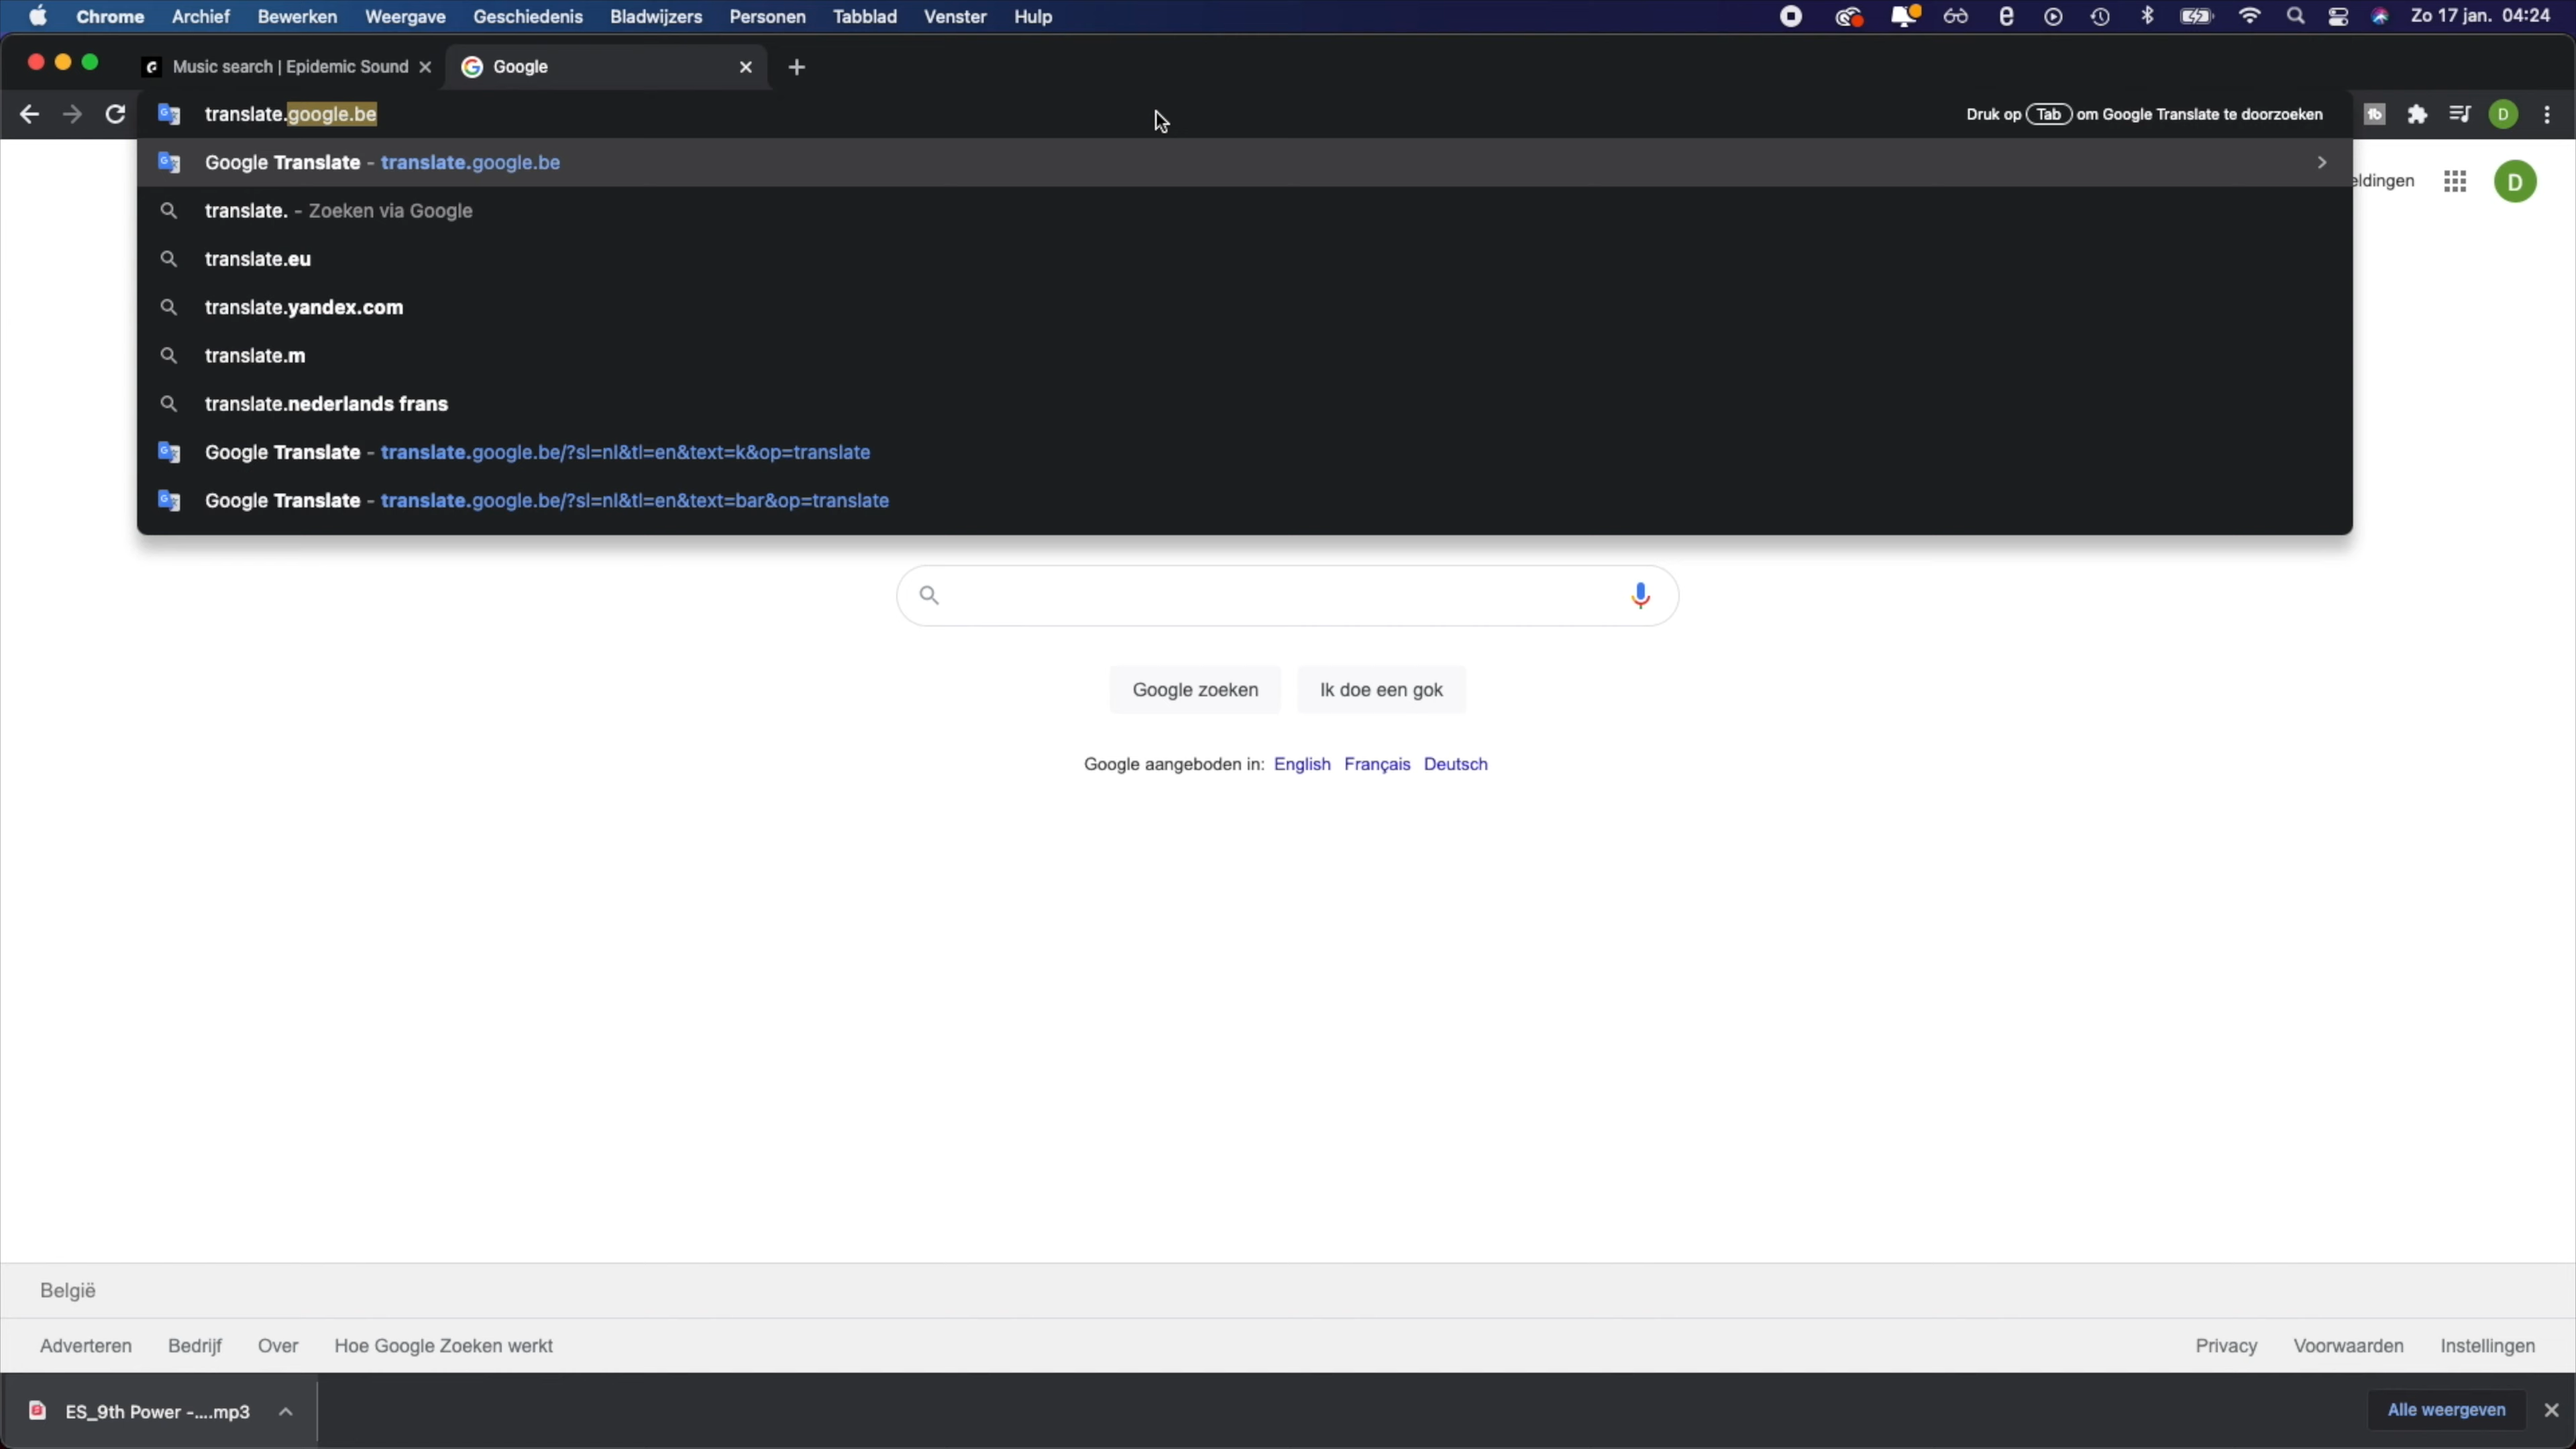 Chrome Archief Bewerken Weergave Geschiedenis Bladwijzers Personen Tabblad Venster Hulp Zo 17 jan. 04:24
Music search | Epidemic Sound Google
translate.google.be Druk op Tab om Google Translate te doorzoeken D
Google Translate - translate.google.be
eldingen D
translate. - Zoeken via Google
translate.eu
translate.yandex.com
translate.m
translate.nederlands frans
Google Translate - translate.google.be/?sl=nl&tl=en&text=k&op=translate
Google Translate - translate.google.be/?sl=nl&tl=en&text=bar&op=translate
Google zoeken Ik doe een gok
Google aangeboden in: English Français Deutsch
België
Adverteren Bedrijf Over Hoe Google Zoeken werkt Privacy Voorwaarden Instellingen
ES_9th Power -....mp3 Alle weergeven